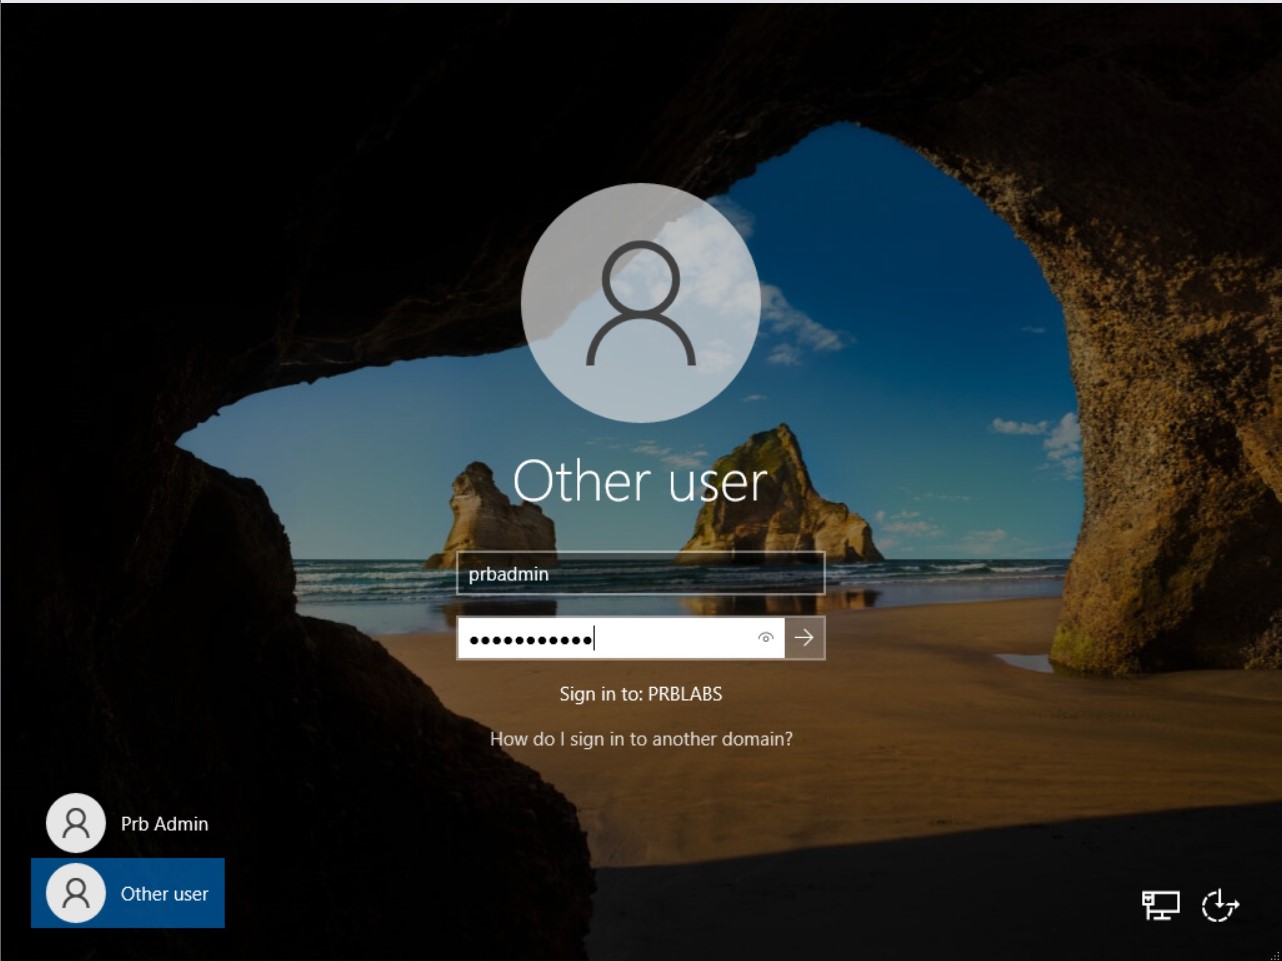 Other user
prbadmin
Sign in to: PRBLABS
How do I sign in to another domain?
Prb Admin
Other user